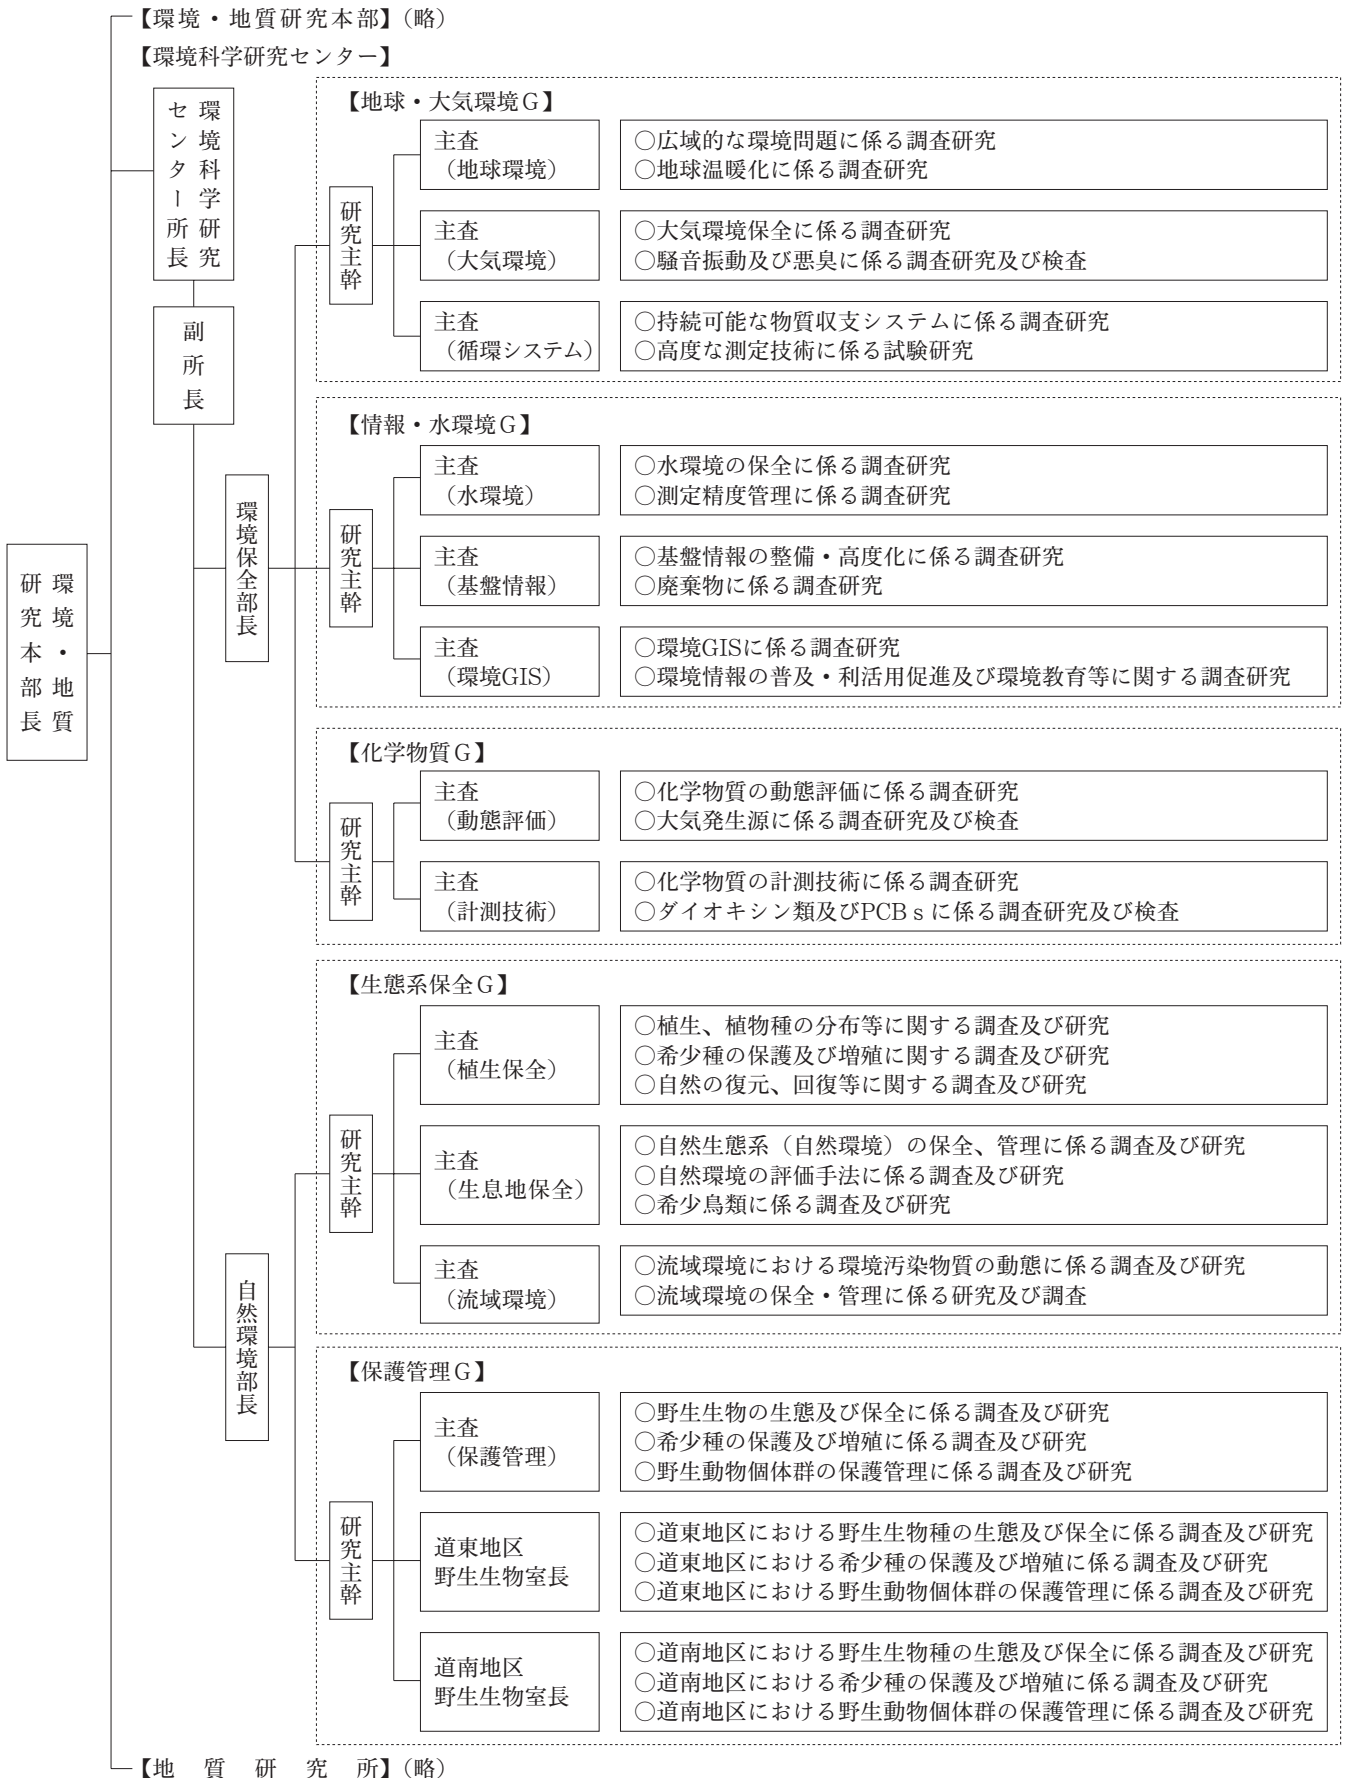 【環境・地質研究本部】（略）
【環境科学研究センター】
環境・地質
研究本部長
環境科学研究
センター所長
副所長
環境保全部長
【地球・大気環境G】
研究主幹
主査
（地球環境）
○広域的な環境問題に係る調査研究
○地球温暖化に係る調査研究
主査
（大気環境）
○大気環境保全に係る調査研究
○騒音振動及び悪臭に係る調査研究及び検査
主査
（循環システム）
○持続可能な物質収支システムに係る調査研究
○高度な測定技術に係る試験研究
【情報・水環境G】
研究主幹
主査
（水環境）
○水環境の保全に係る調査研究
○測定精度管理に係る調査研究
主査
（基盤情報）
○基盤情報の整備・高度化に係る調査研究
○廃棄物に係る調査研究
主査
（環境GIS）
○環境GISに係る調査研究
○環境情報の普及・利活用促進及び環境教育等に関する調査研究
【化学物質G】
研究主幹
主査
（動態評価）
○化学物質の動態評価に係る調査研究
○大気発生源に係る調査研究及び検査
主査
（計測技術）
○化学物質の計測技術に係る調査研究
○ダイオキシン類及びPCBｓに係る調査研究及び検査
自然環境部長
【生態系保全G】
研究主幹
主査
（植生保全）
○植生、植物種の分布等に関する調査及び研究
○希少種の保護及び増殖に関する調査及び研究
○自然の復元、回復等に関する調査及び研究
主査
（生息地保全）
○自然生態系（自然環境）の保全、管理に係る調査及び研究
○自然環境の評価手法に係る調査及び研究
○希少鳥類に係る調査及び研究
主査
（流域環境）
○流域環境における環境汚染物質の動態に係る調査及び研究
○流域環境の保全・管理に係る研究及び調査
【保護管理G】
研究主幹
主査
（保護管理）
○野生生物の生態及び保全に係る調査及び研究
○希少種の保護及び増殖に係る調査及び研究
○野生動物個体群の保護管理に係る調査及び研究
道東地区
野生生物室長
○道東地区における野生生物種の生態及び保全に係る調査及び研究
○道東地区における希少種の保護及び増殖に係る調査及び研究
○道東地区における野生動物個体群の保護管理に係る調査及び研究
道南地区
野生生物室長
○道南地区における野生生物種の生態及び保全に係る調査及び研究
○道南地区における希少種の保護及び増殖に係る調査及び研究
○道南地区における野生動物個体群の保護管理に係る調査及び研究
【地　質　研　究　所】（略）